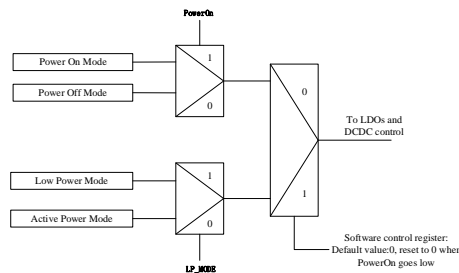 PowerOn
Power On Mode
1
Power Off Mode
0
0
To LDOs and
DCDC control
Low Power Mode
1
1
Active Power Mode
0
Software control register:
Default value:0, reset to 0 when
PowerOn goes low
LP_MODE